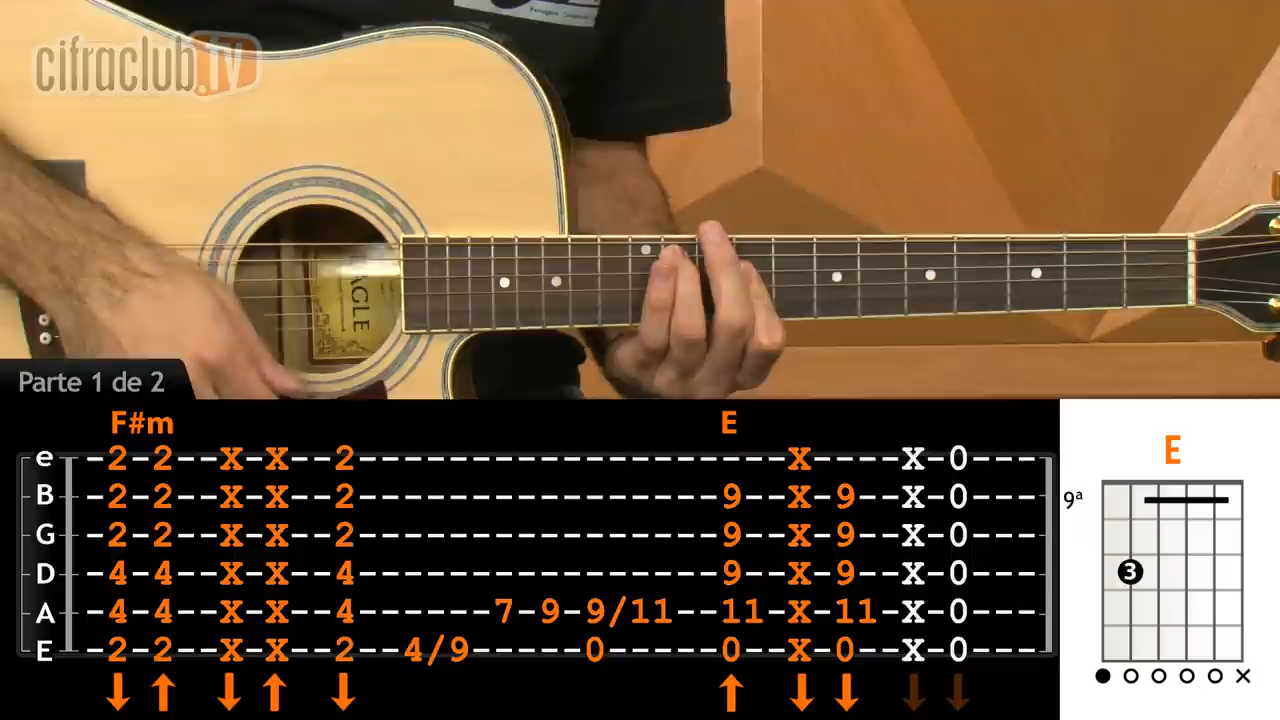 cifraclub.tv
AGLE
Parte 1 de 2
F#m E
e -2-2--x-x--2----------------x----x-0---
B -2-2--x-x--2-------------9--x-9--x-0---
G -2-2--x-x--2-------------9--x-9--x-0---
D -4-4--x-x--4-------------9--x-9--x-0---
A -4-4--x-x--4-----7-9-9/11--11-x-11-x-0---
E -2-2--x-x--2--4/9-----0-----0--x-0--x-0---
E
9ª
3